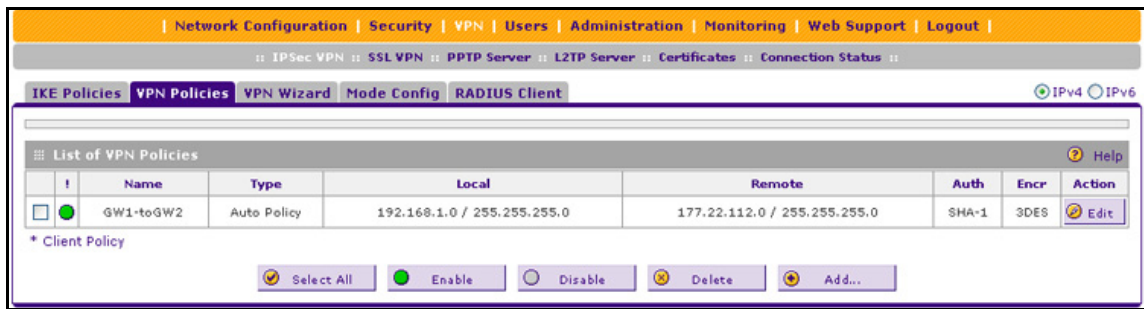 | Network Configuration | Security | VPN | Users | Administration | Monitoring | Web Support | Logout |
:: IPSec VPN :: SSL VPN :: PPTP Server :: L2TP Server :: Certificates :: Connection Status ::
IKE Policies VPN Policies VPN Wizard Mode Config RADIUS Client IPv4 IPv6
List of VPN Policies ? Help
! Name Type Local Remote Auth Encr Action
GW1-toGW2 Auto Policy 192.168.1.0 / 255.255.255.0 177.22.112.0 / 255.255.255.0 SHA-1 3DES Edit
* Client Policy
Select All Enable Disable Delete Add...